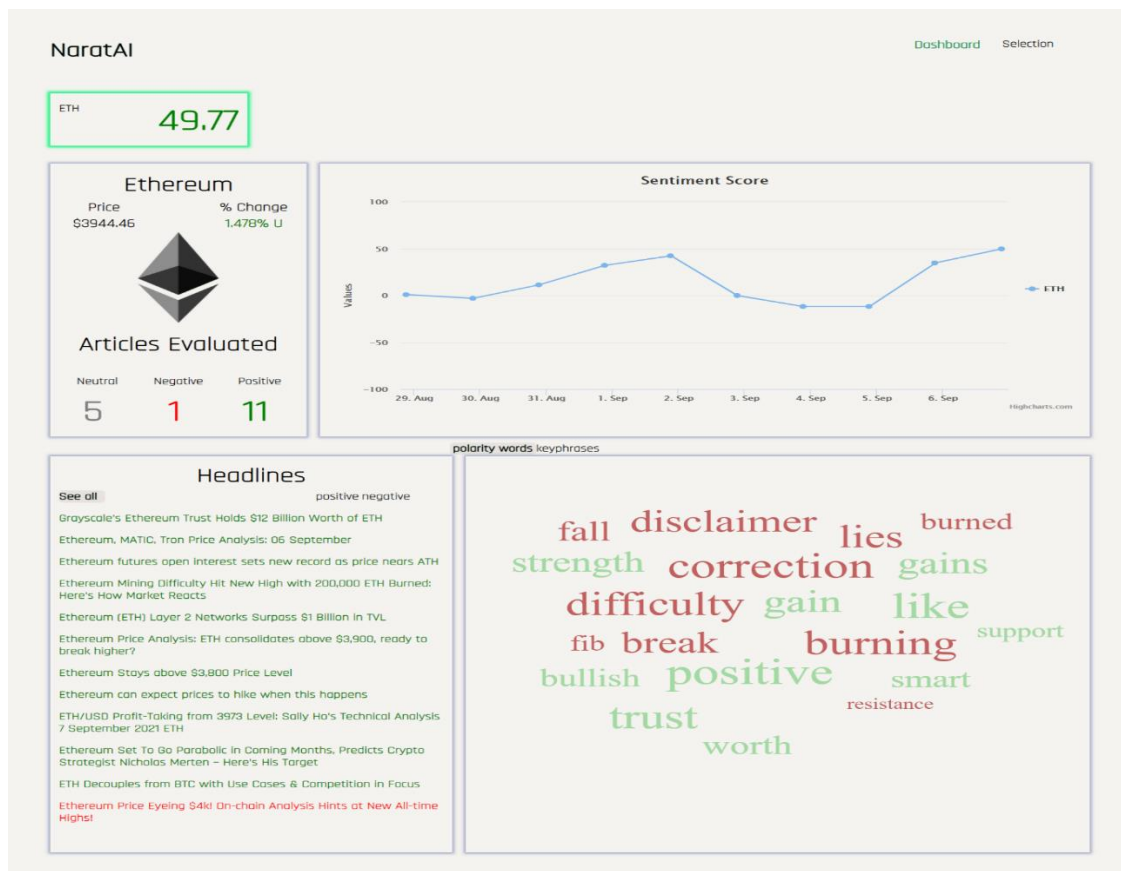 NaratAI
Dashboard Selection
ETH
49.77
Ethereum
Price % Change
$3944.46 1.478% U
Articles Evaluated
Neutral Negative Positive
5 1 11
Sentiment Score
100
50
0
-50
-100
Values
29. Aug 30. Aug 31. Aug 1. Sep 2. Sep 3. Sep 4. Sep 5. Sep 6. Sep
ETH
Highcharts.com
polarity words keyphrases
Headlines
See all positive negative
Grayscale's Ethereum Trust Holds $12 Billion Worth of ETH
Ethereum, MATIC, Tron Price Analysis: 06 September
Ethereum futures open interest sets new record as price nears ATH
Ethereum Mining Difficulty Hit New High with 200,000 ETH Burned:
Here's How Market Reacts
Ethereum (ETH) Layer 2 Networks Surpass $1 Billion in TVL
Ethereum Price Analysis: ETH consolidates above $3,900, ready to
break higher?
Ethereum Stays above $3,800 Price Level
Ethereum can expect prices to hike when this happens
ETH/USD Profit-Taking from 3973 Level: Sally Ho's Technical Analysis
7 September 2021 ETH
Ethereum Set To Go Parabolic in Coming Months, Predicts Crypto
Strategist Nicholas Merten – Here's His Target
ETH Decouples from BTC with Use Cases & Competition in Focus
Ethereum Price Eyeing $4k! On-chain Analysis Hints at New All-time
Highs!
fall disclaimer lies burned
strength correction gains
difficulty gain like
fib break burning support
bullish positive smart
trust resistance
worth